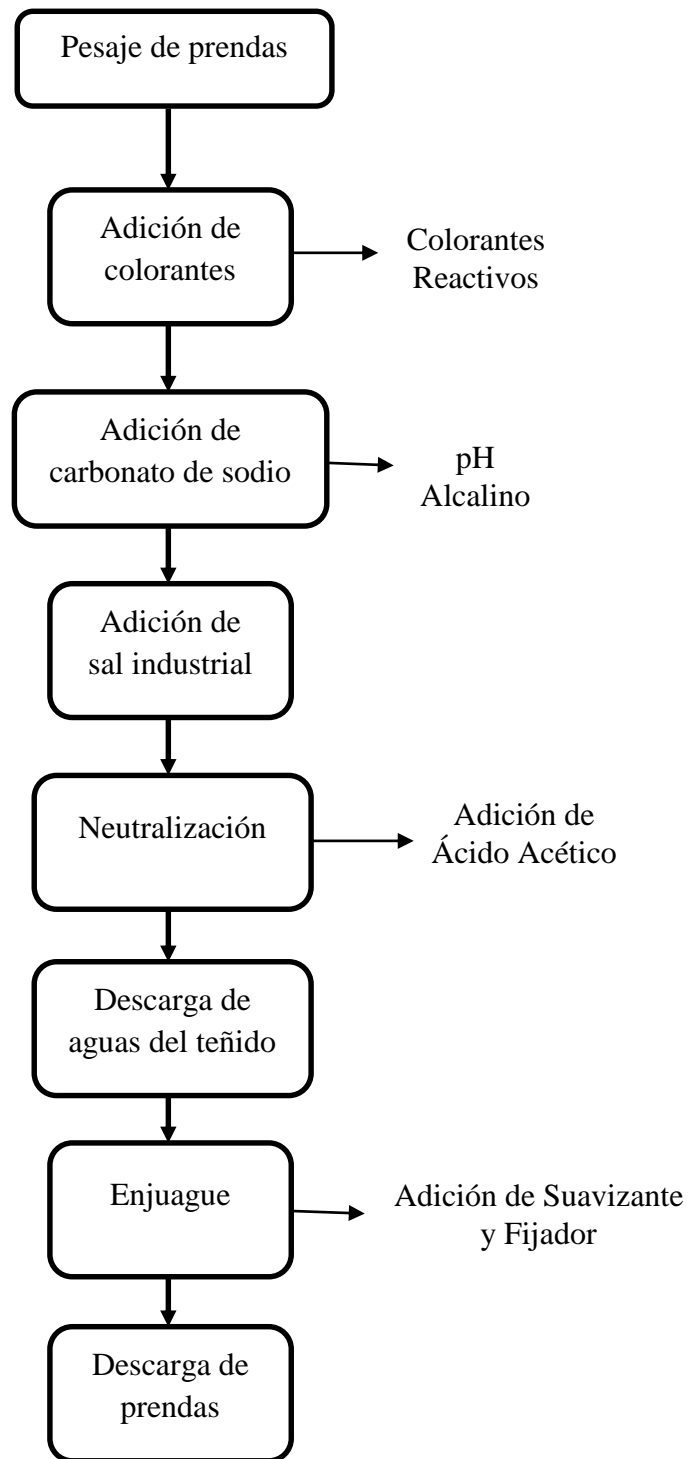 Pesaje de prendas
Adición de
colorantes
Colorantes
Reactivos
Adición de
carbonato de sodio
pH
Alcalino
Adición de
sal industrial
Neutralización
Adición de
Ácido Acético
Descarga de
aguas del teñido
Enjuague
Adición de Suavizante
y Fijador
Descarga de
prendas